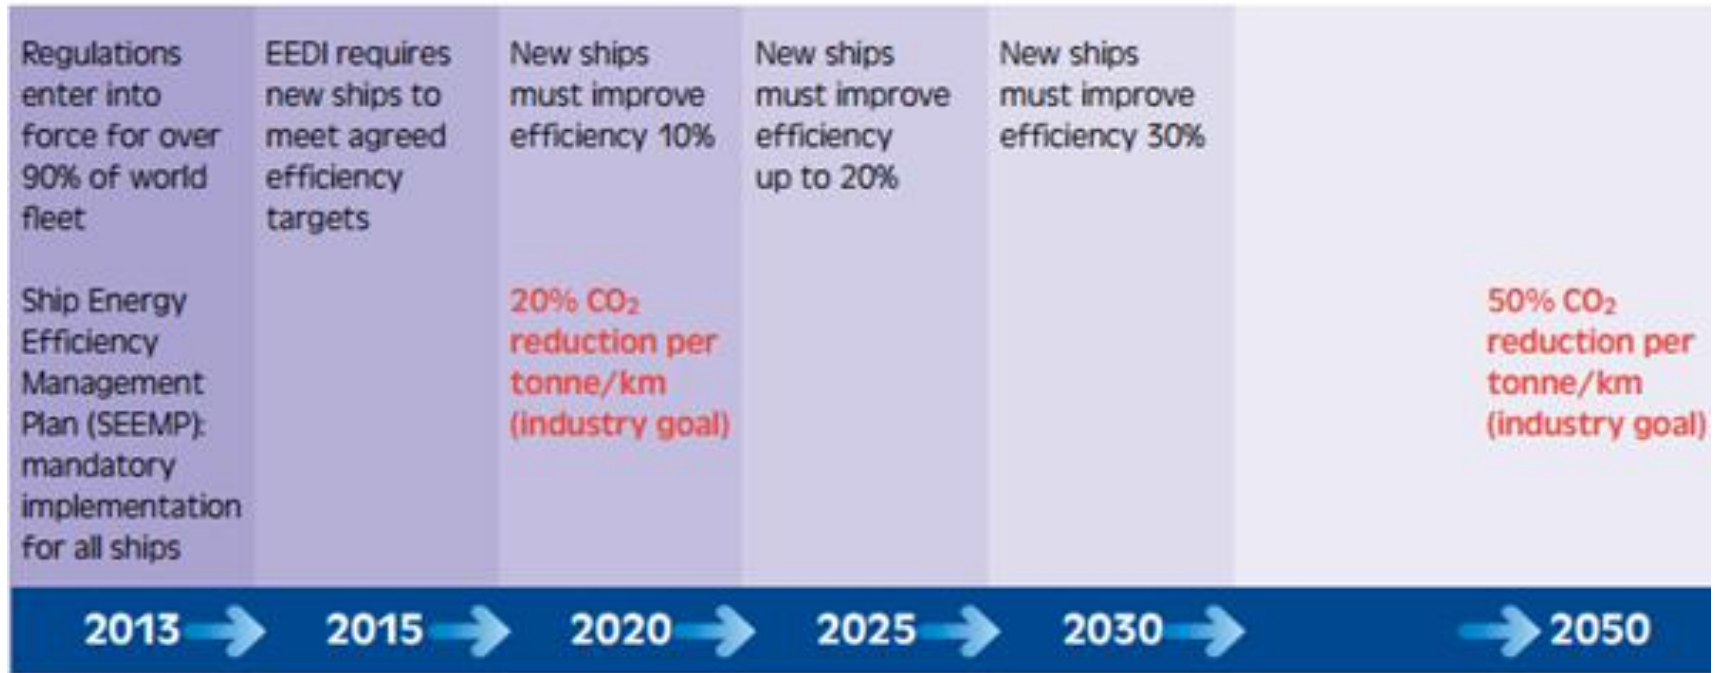 Regulations
enter into
force for over
90% of world
fleet
Ship Energy
Efficiency
Management
Plan (SEEMP):
mandatory
implementation
for all ships
EEDI requires
new ships to
meet agreed
efficiency
targets
New ships
must improve
efficiency 10%
20% CO₂
reduction per
tonne/km
(industry goal)
New ships
must improve
efficiency
up to 20%
New ships
must improve
efficiency 30%
50% CO₂
reduction per
tonne/km
(industry goal)
2013 2015 2020 2025 2030 2050